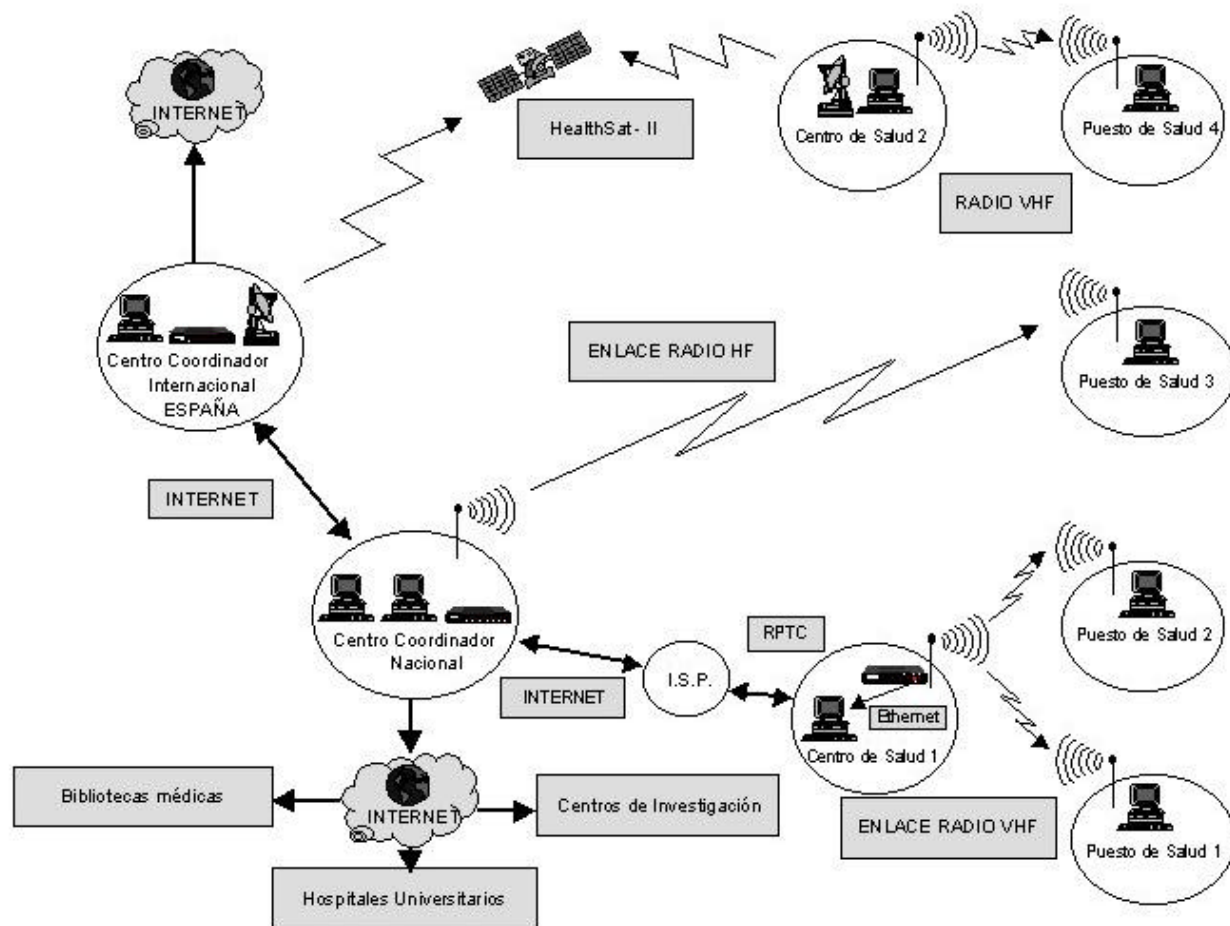 INTERNET
HealthSat- II
Centro de Salud 2
Puesto de Salud 4
RADIO VHF
Centro Coordinador
Internacional
ESPAÑA
ENLACE RADIO HF
Puesto de Salud 3
INTERNET
Centro Coordinador
Nacional
INTERNET
I.S.P.
RPTC
Ethernet
Centro de Salud 1
Puesto de Salud 2
ENLACE RADIO VHF
Puesto de Salud 1
INTERNET
Bibliotecas médicas
Centros de Investigación
Hospitales Universitarios